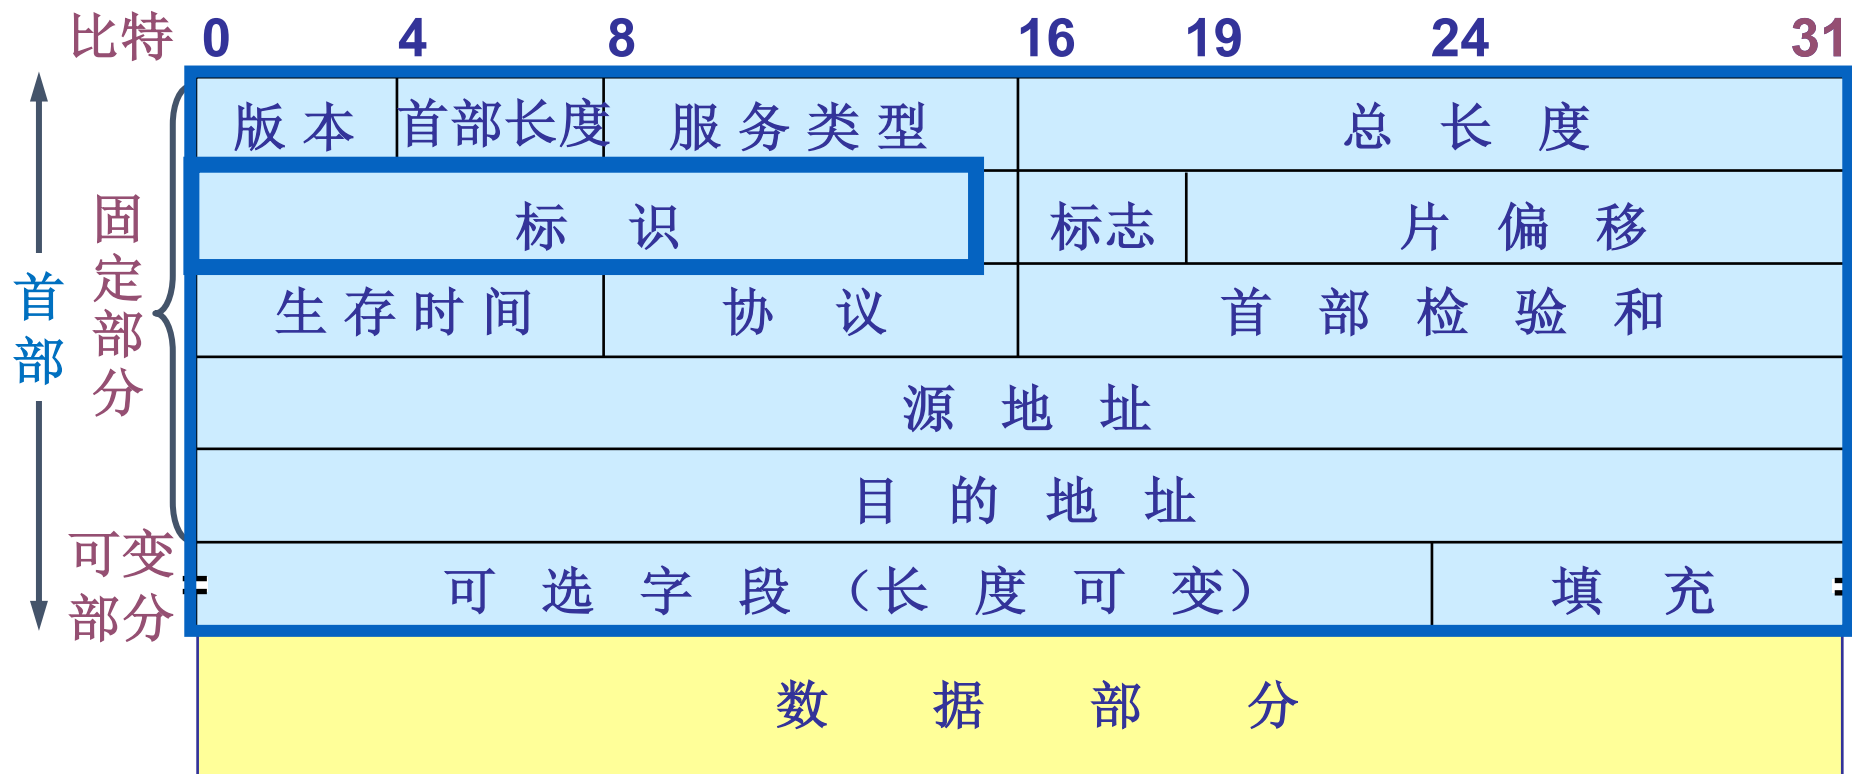 比特 0 4 8 16 19 24 31
版本 首部长度 服务类型 总长度
标识 标志 片偏移
生存时间 协议 首部检验和
源地址
目的地址
可选字段（长度可变） 填充
数据部分
首部
固定部分
可变
部分